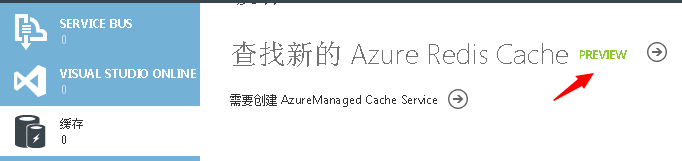 SERVICE BUS
0
VISUAL STUDIO ONLINE
0
缓存
0
查找新的 Azure Redis Cache PREVIEW
需要创建 AzureManaged Cache Service